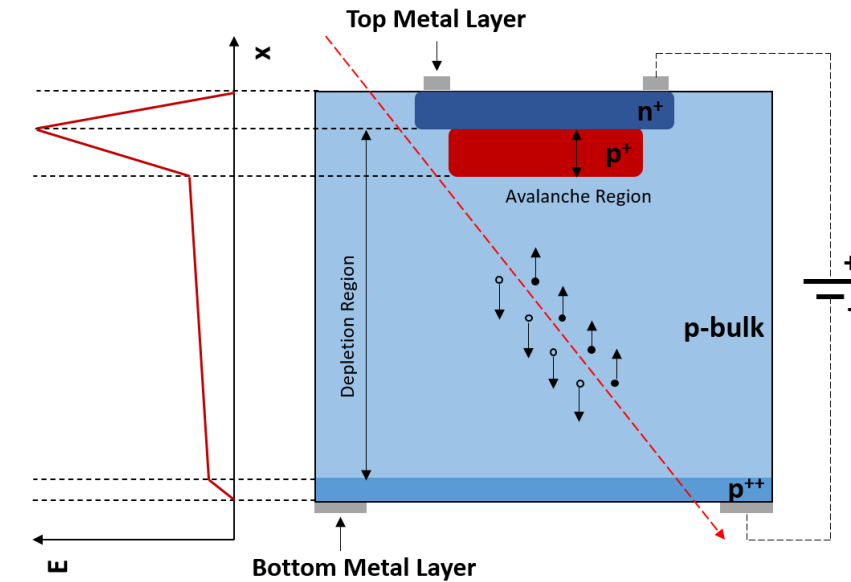 Top Metal Layer
x
n+
p+
Avalanche Region
Depletion Region
p-bulk
+
-
p++
E
Bottom Metal Layer